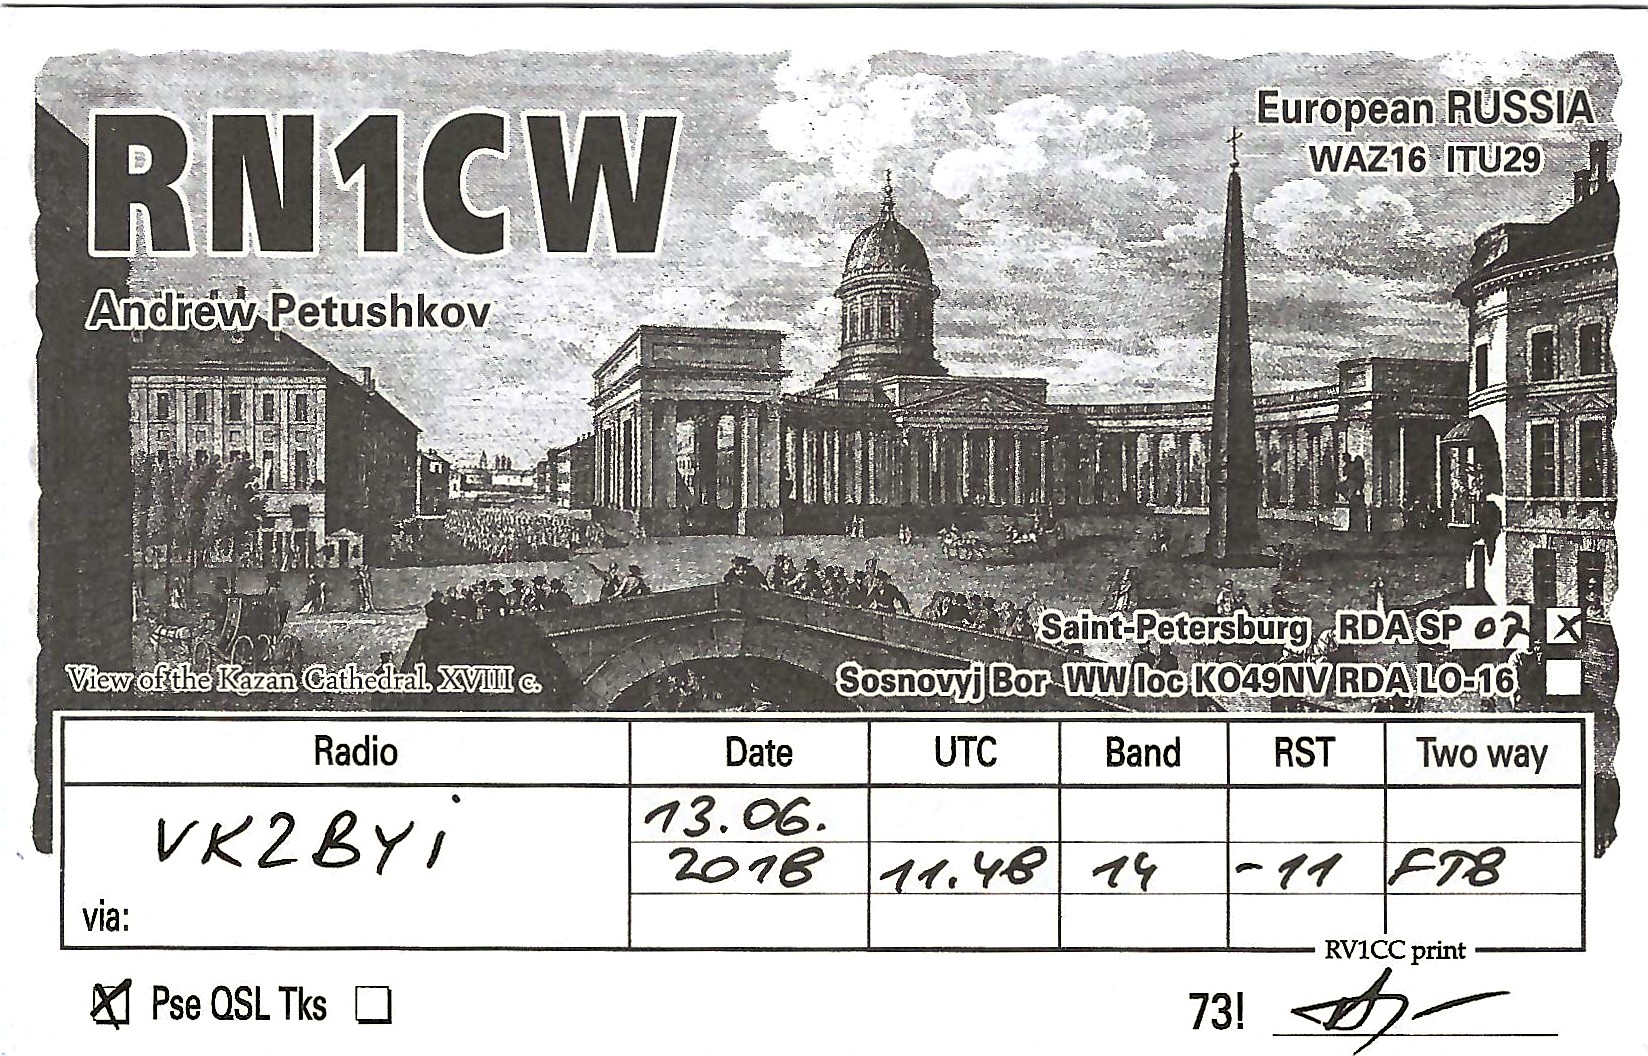 RN1CW
European RUSSIA
WAZ16 ITU29
Andrew Petushkov
Saint-Petersburg RDA SP 07 X
View of the Kazan Cathedral. XVIII c.
Sosnovyj Bor WW loc KO49NV RDA LO-16
Radio Date UTC Band RST Two way
VK2BYi
13.06.
2018 11.48 14 -11 FT8
via:
RV1CC print
X Pse QSL Tks
73!